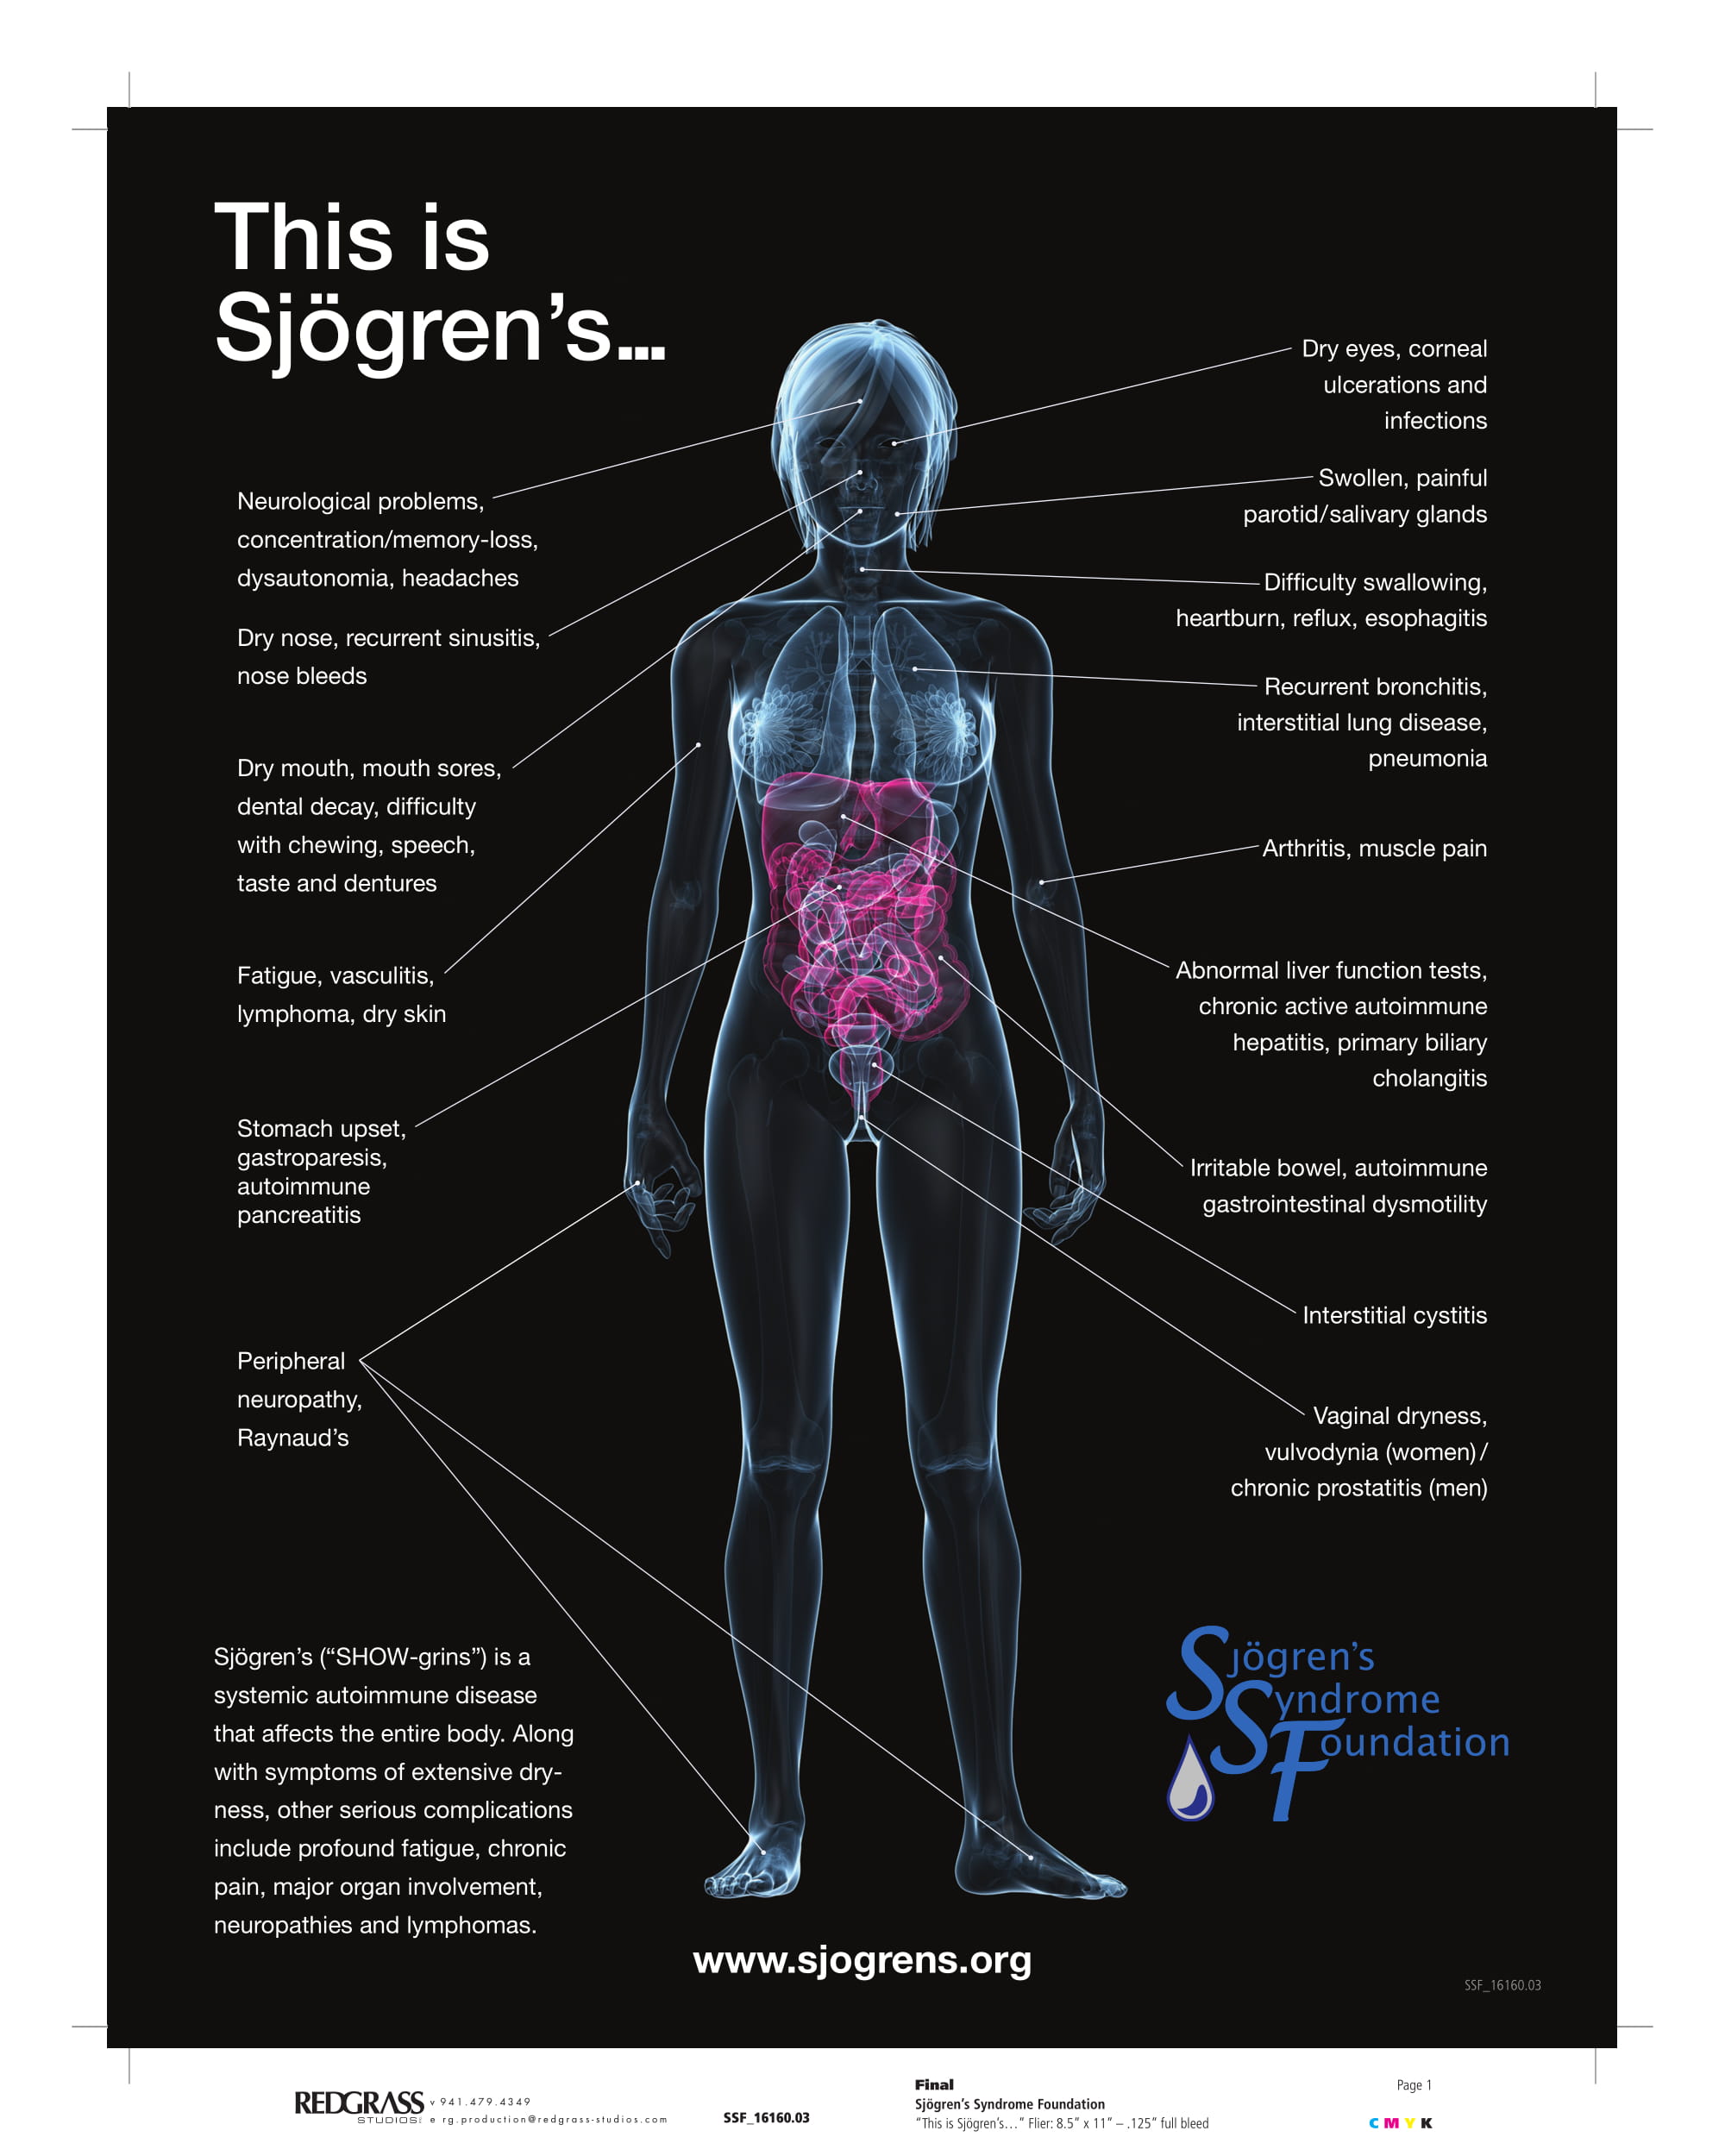 This is
Sjögren’s...
Neurological problems,
concentration/memory-loss,
dysautonomia, headaches
Dry nose, recurrent sinusitis,
nose bleeds
Dry mouth, mouth sores,
dental decay, difficulty
with chewing, speech,
taste and dentures
Fatigue, vasculitis,
lymphoma, dry skin
Stomach upset,
gastroparesis,
autoimmune
pancreatitis
Peripheral
neuropathy,
Raynaud’s
Dry eyes, corneal
ulcerations and
infections
Swollen, painful
parotid/salivary glands
Difficulty swallowing,
heartburn, reflux, esophagitis
Recurrent bronchitis,
interstitial lung disease,
pneumonia
Arthritis, muscle pain
Abnormal liver function tests,
chronic active autoimmune
hepatitis, primary biliary
cholangitis
Irritable bowel, autoimmune
gastrointestinal dysmotility
Interstitial cystitis
Vaginal dryness,
vulvodynia (women)/
chronic prostatitis (men)
Sjögren’s (“SHOW-grins”) is a
systemic autoimmune disease
that affects the entire body. Along
with symptoms of extensive dry-
ness, other serious complications
include profound fatigue, chronic
pain, major organ involvement,
neuropathies and lymphomas.
Sjögren’s
Syndrome
Foundation
www.sjogrens.org
SSF_16160.03
REDGRASS
STUDIOS
v 941.479.4349
e rg.production@redgrass-studios.com
SSF_16160.03
Final
Sjögren’s Syndrome Foundation
“This is Sjögren’s…” Flier: 8.5” x 11” – .125” full bleed
Page 1
C M Y K